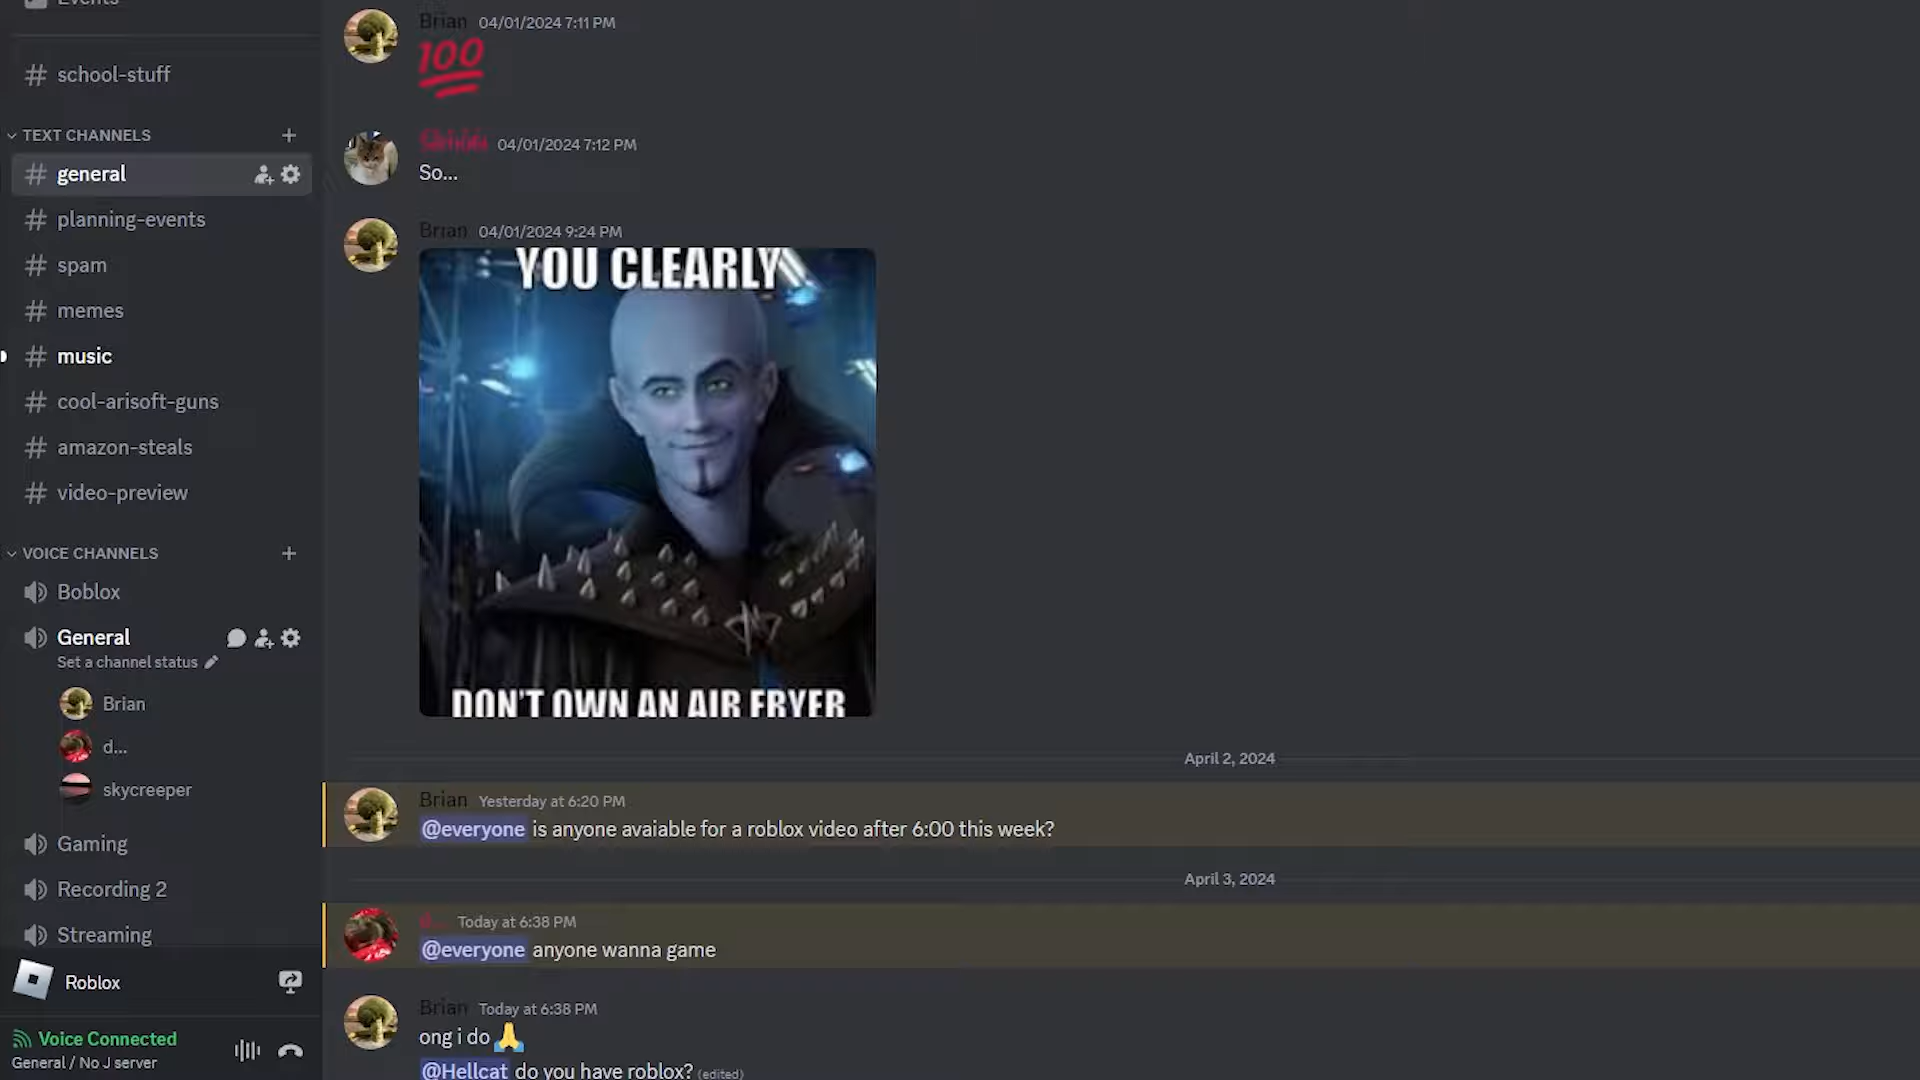 Events
# school-stuff
TEXT CHANNELS
# general
# planning-events
# spam
# memes
# music
# cool-arisoft-guns
# amazon-steals
# video-preview
VOICE CHANNELS
Boblox
General
Set a channel status
Brian
d...
skycreeper
Gaming
Recording 2
Streaming
Roblox
Voice Connected
General / No J server
Brian 04/01/2024 7:11 PM
100
04/01/2024 7:12 PM
So...
Brian 04/01/2024 9:24 PM
YOU CLEARLY
DON'T OWN AN AIR FRYER
April 2, 2024
Brian Yesterday at 6:20 PM
@everyone is anyone avaiable for a roblox video after 6:00 this week?
April 3, 2024
d... Today at 6:38 PM
@everyone anyone wanna game
Brian Today at 6:38 PM
ong i do 🙏
@Hellcat do you have roblox? (edited)